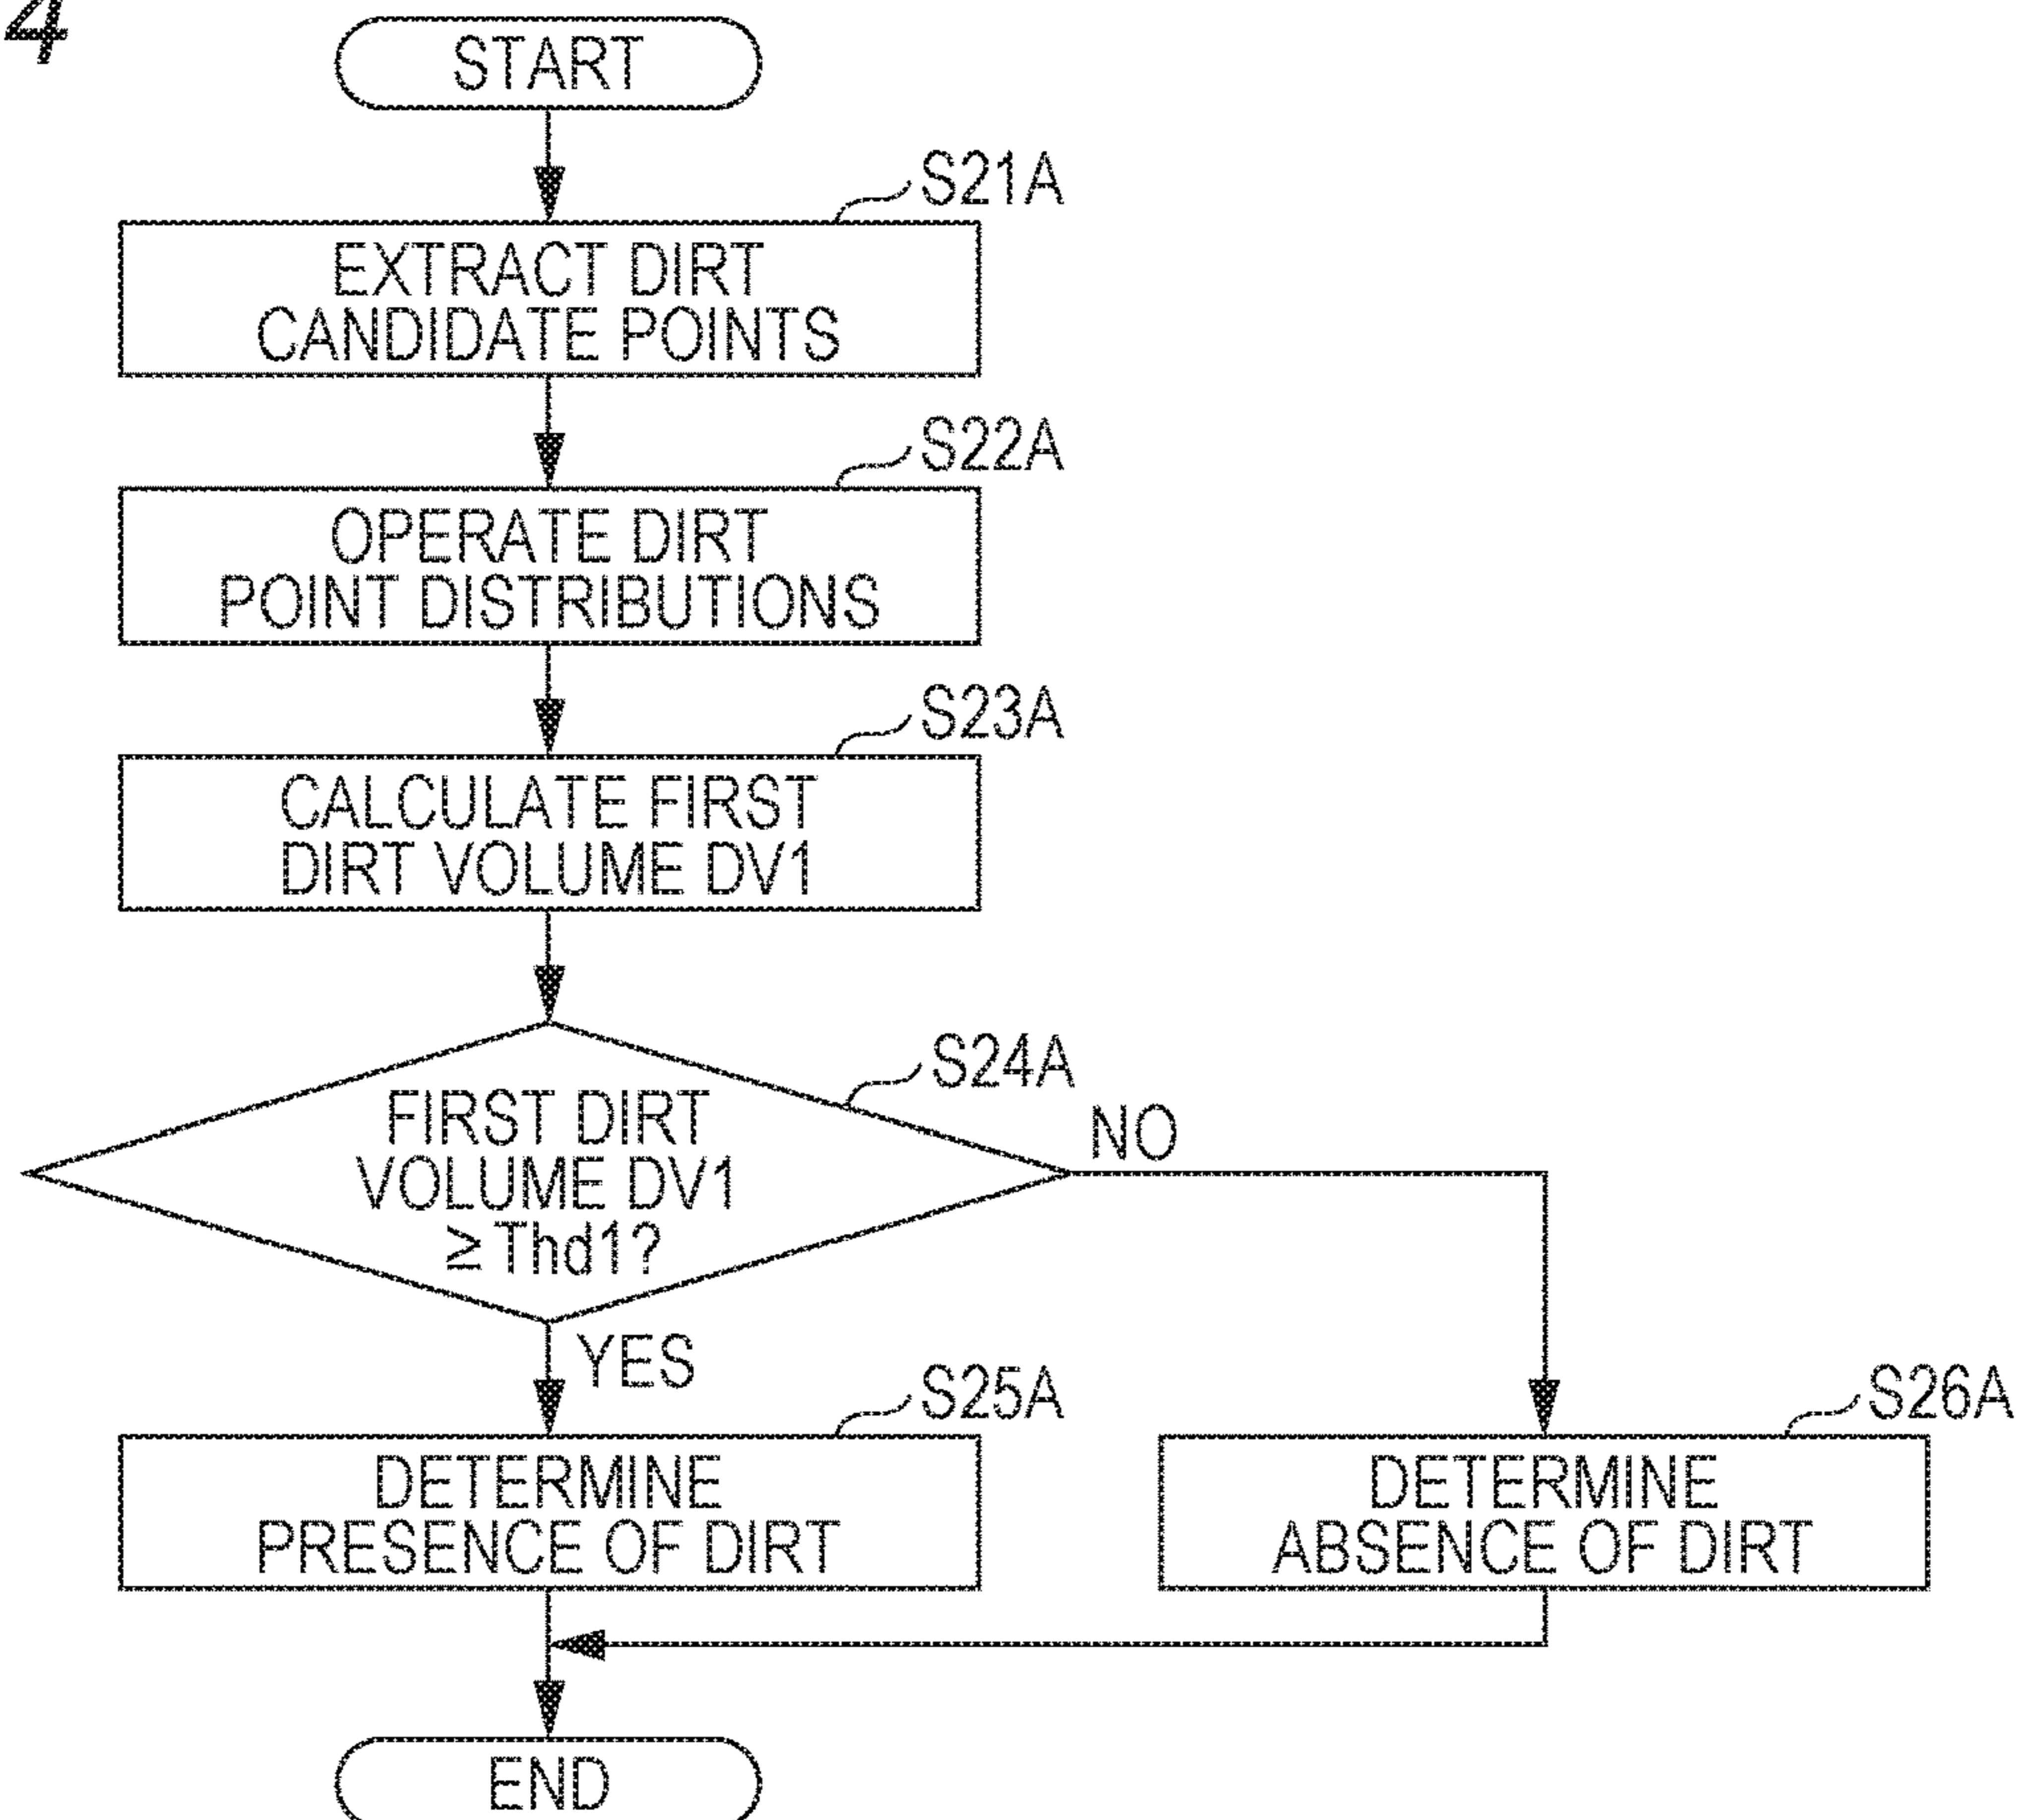 4
START
S21A
EXTRACT DIRT
CANDIDATE POINTS
S22A
OPERATE DIRT
POINT DISTRIBUTIONS
S23A
CALCULATE FIRST
DIRT VOLUME DV1
S24A
FIRST DIRT
VOLUME DV1
≥ Thd1?
NO
YES
S25A
DETERMINE
PRESENCE OF DIRT
S26A
DETERMINE
ABSENCE OF DIRT
END